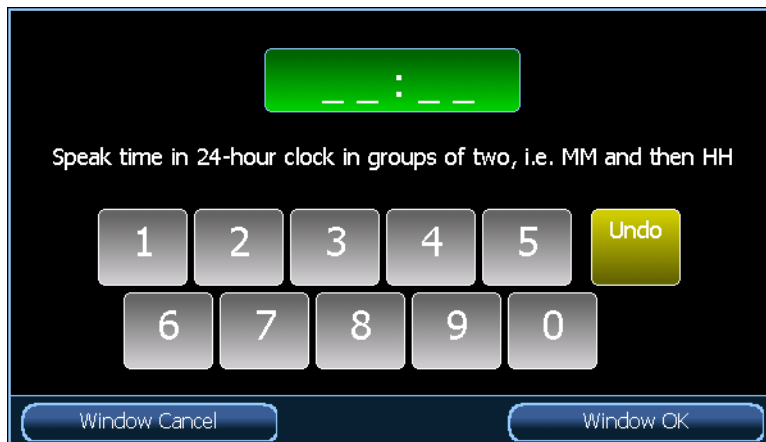 _ _ : _ _
Speak time in 24-hour clock in groups of two, i.e. MM and then HH
1 2 3 4 5 Undo
6 7 8 9 0
Window Cancel Window OK